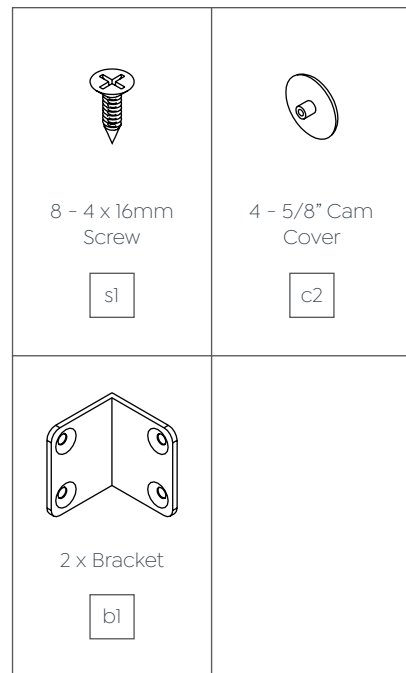 8 - 4 x 16mm
Screw
s1
4 - 5/8” Cam
Cover
c2
2 x Bracket
b1